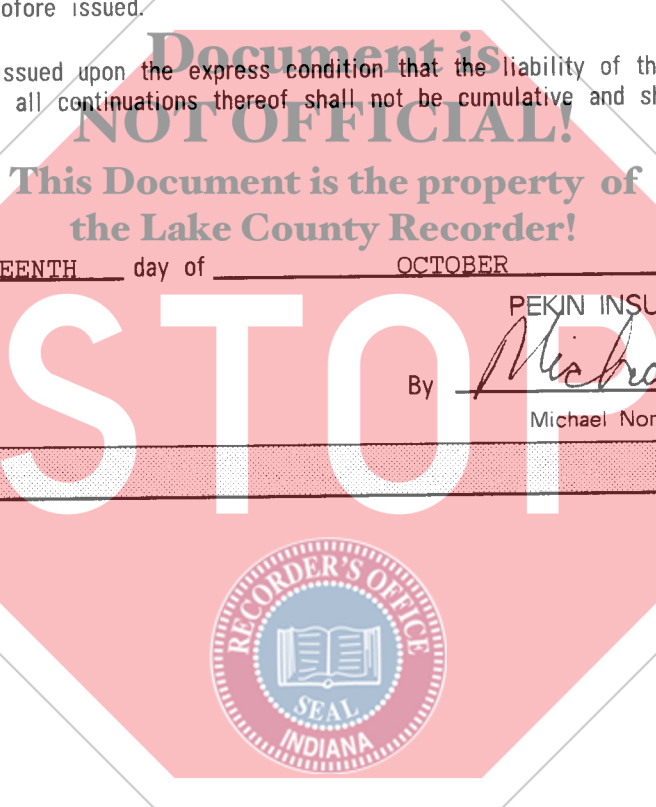 ofore issued.
Document is
issued upon the express condition that the liability of th
all continuations thereof shall not be cumulative and sh
NOT OFFICIAL!
This Document is the property of
the Lake County Recorder!
EENTH day of OCTOBER
PEKIN INSU
STOP
By Micha
Michael Nor
RECORDER'S OFFICE
SEAL
INDIANA